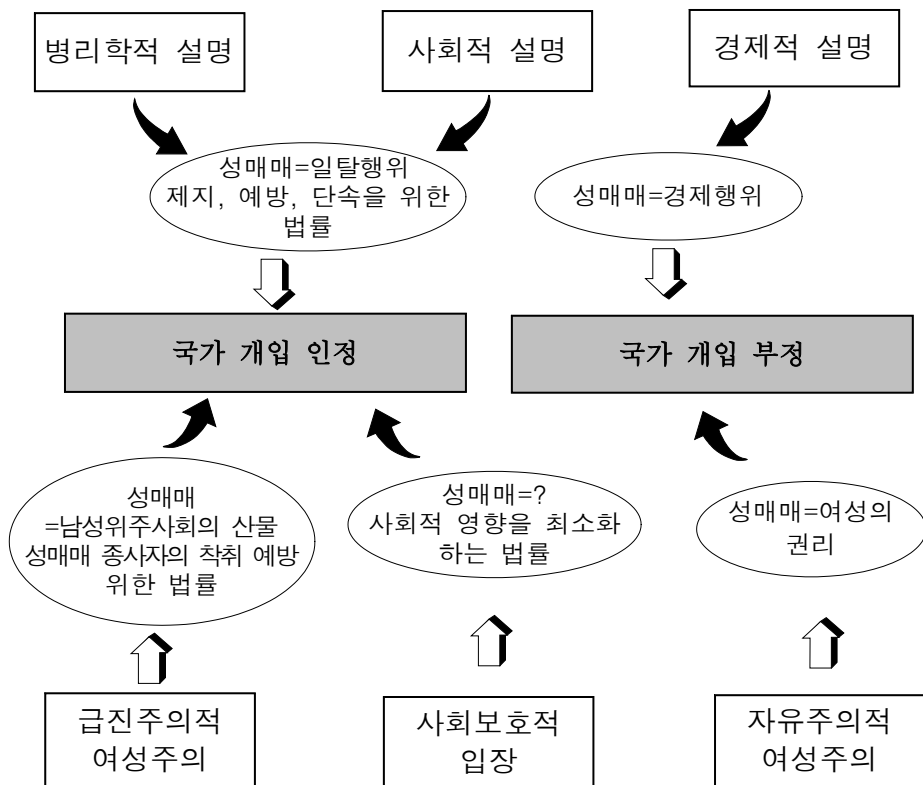 병리학적 설명
사회적 설명
경제적 설명
성매매=일탈행위
제지, 예방, 단속을 위한
법률
성매매=경제행위
국가 개입 인정
국가 개입 부정
성매매
=남성위주사회의 산물
성매매 종사자의 착취 예방
위한 법률
성매매=?
사회적 영향을 최소화
하는 법률
성매매=여성의
권리
급진주의적
여성주의
사회보호적
입장
자유주의적
여성주의